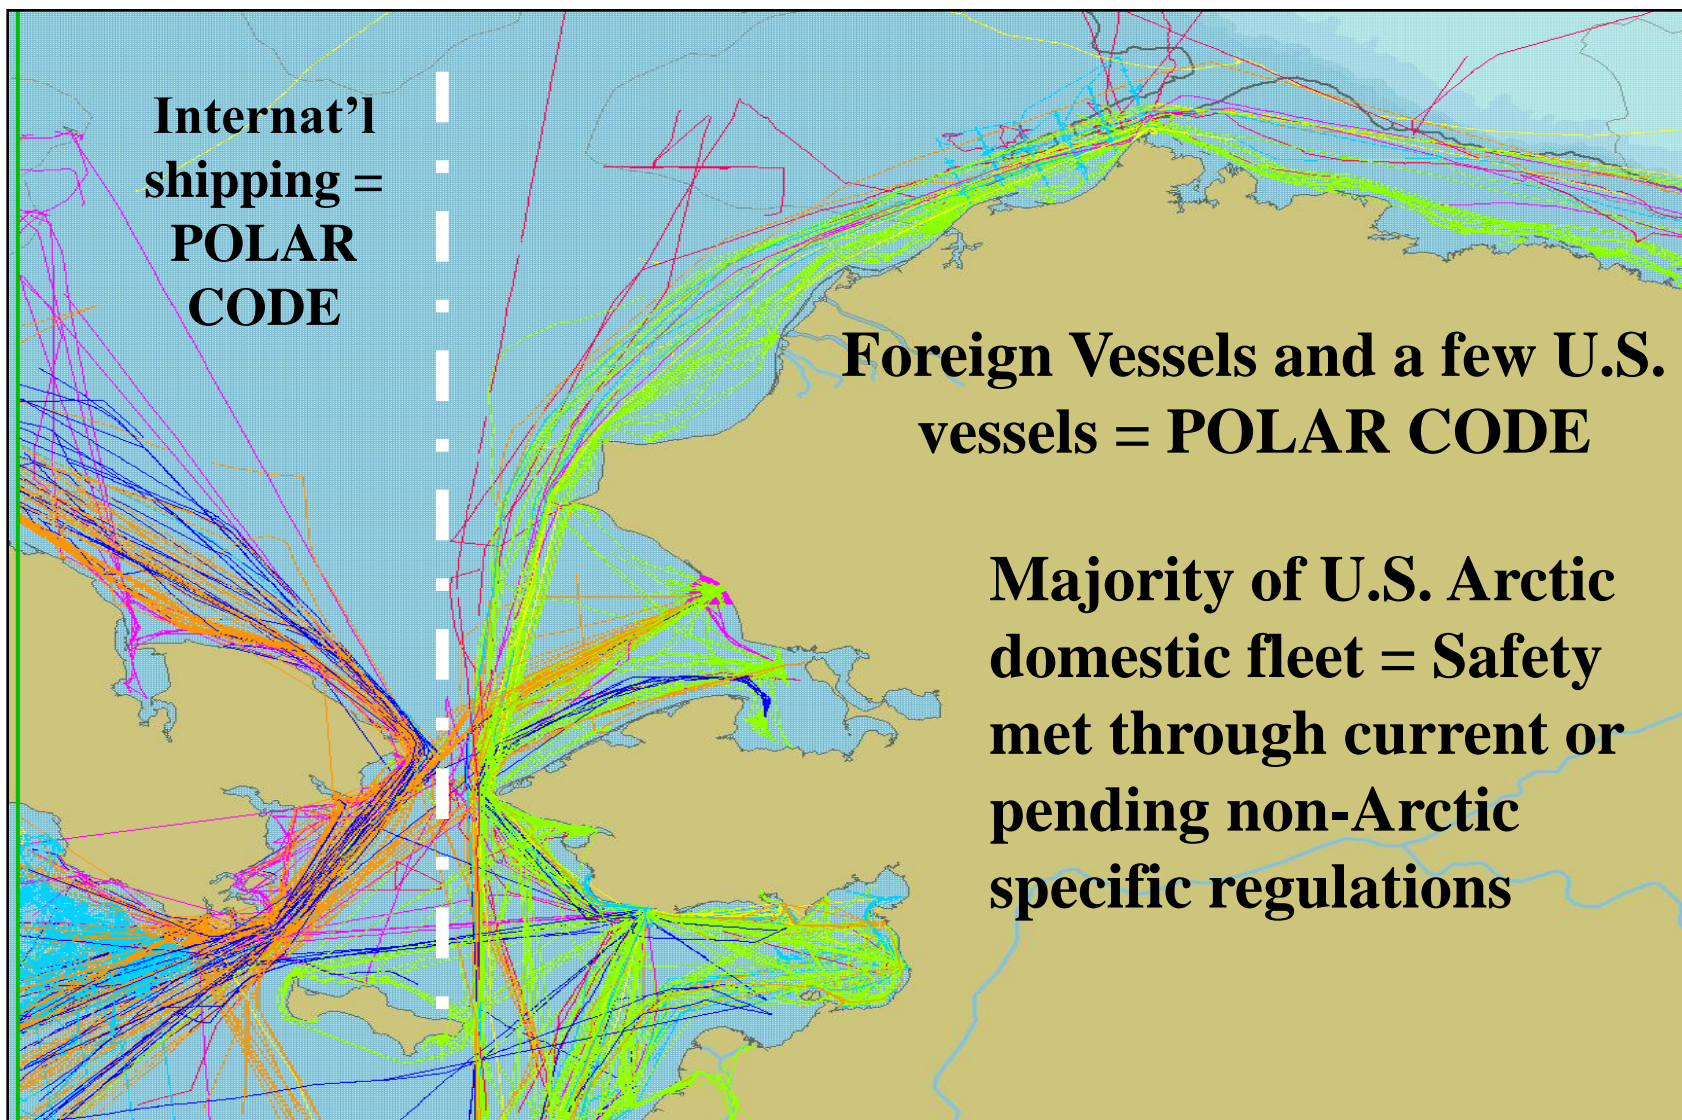 Internat’l
shipping =
POLAR
CODE
Foreign Vessels and a few U.S.
vessels = POLAR CODE
Majority of U.S. Arctic
domestic fleet = Safety
met through current or
pending non-Arctic
specific regulations